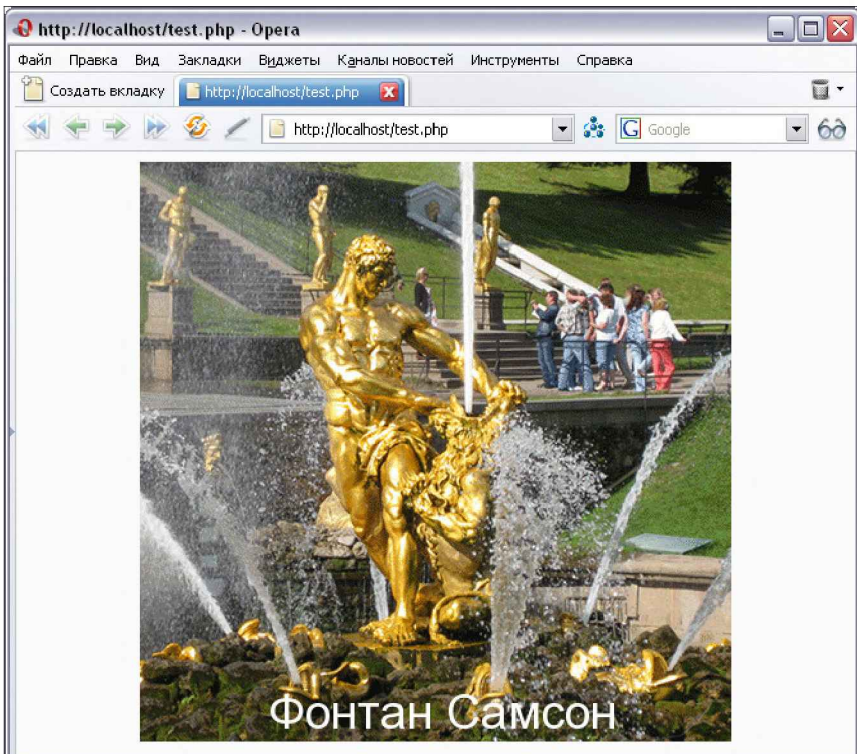 http://localhost/test.php - Opera
Файл Правка Вид Закладки Виджеты Каналы новостей Инструменты Справка
Создать вкладку http://localhost/test.php
http://localhost/test.php G Google
Фонтан Самсон